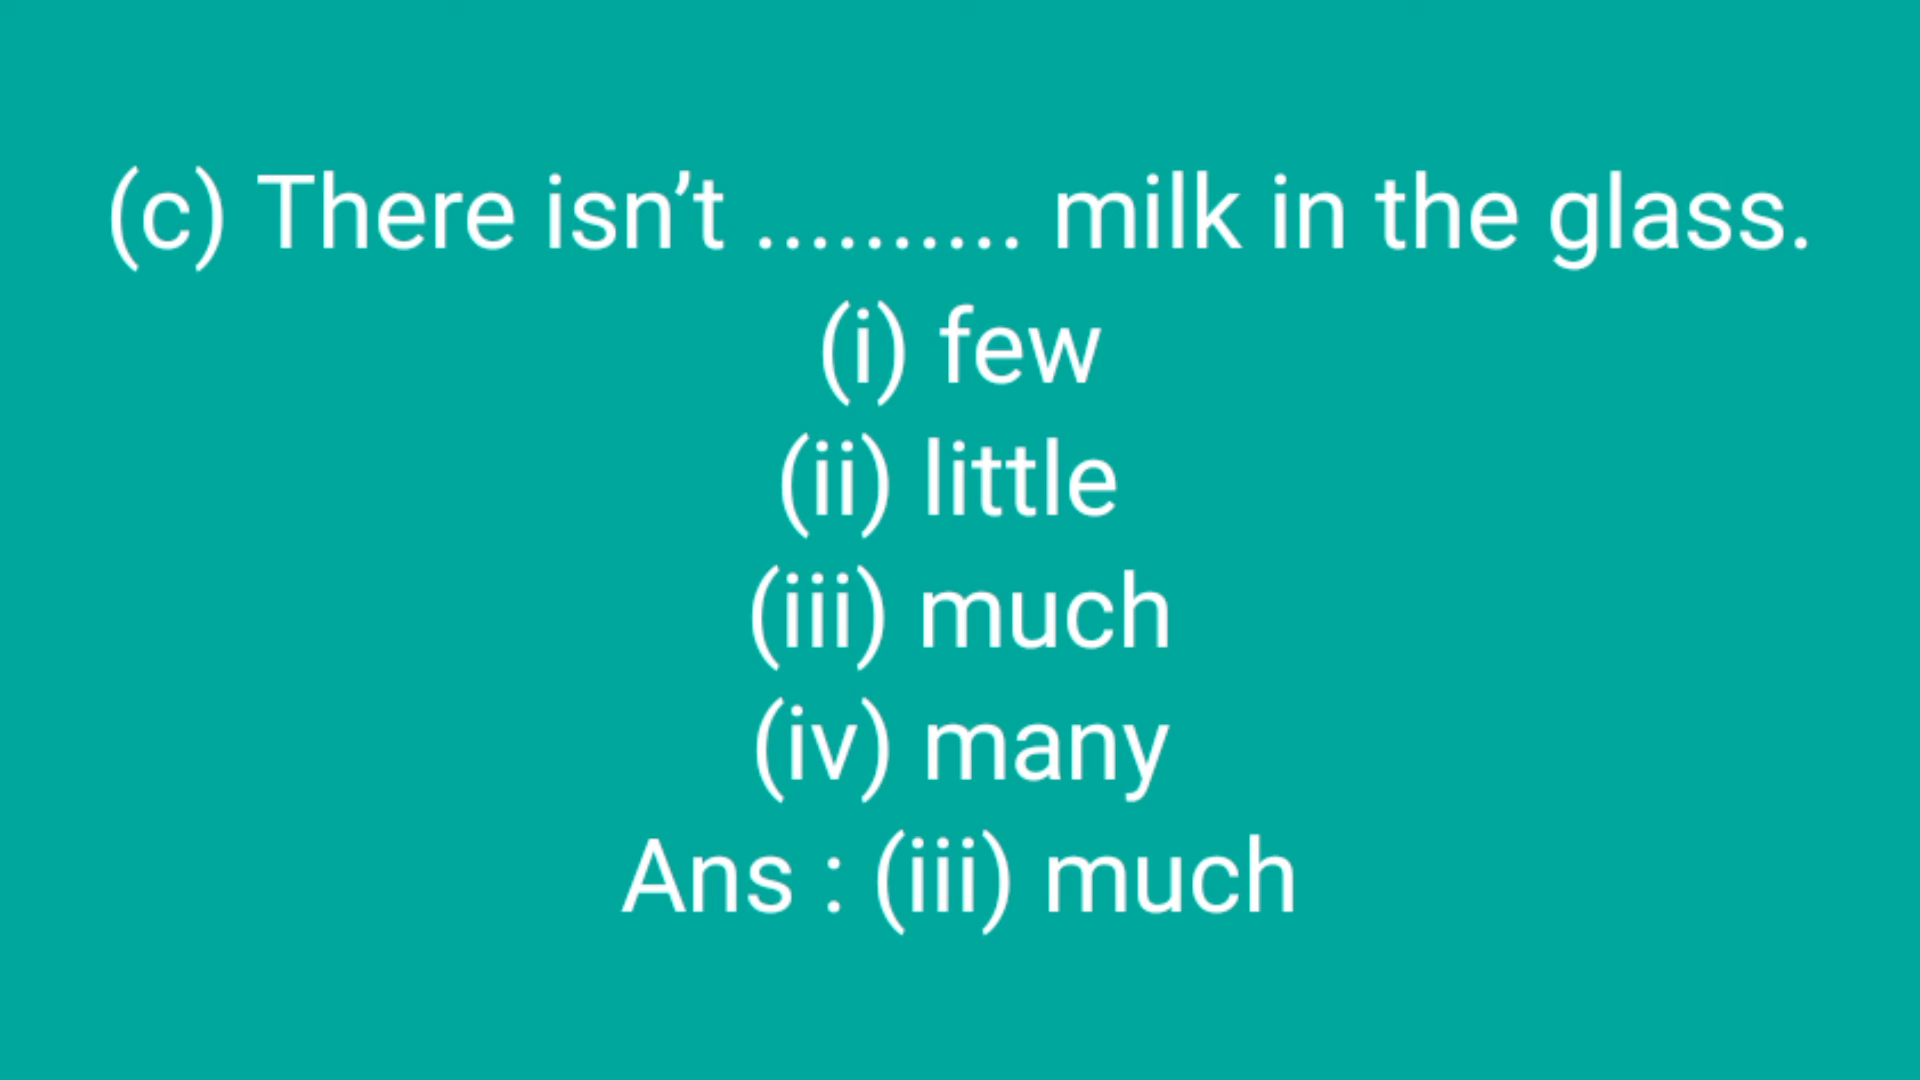 (c) There isn’t .......... milk in the glass.
(i) few
(ii) little
(iii) much
(iv) many
Ans : (iii) much